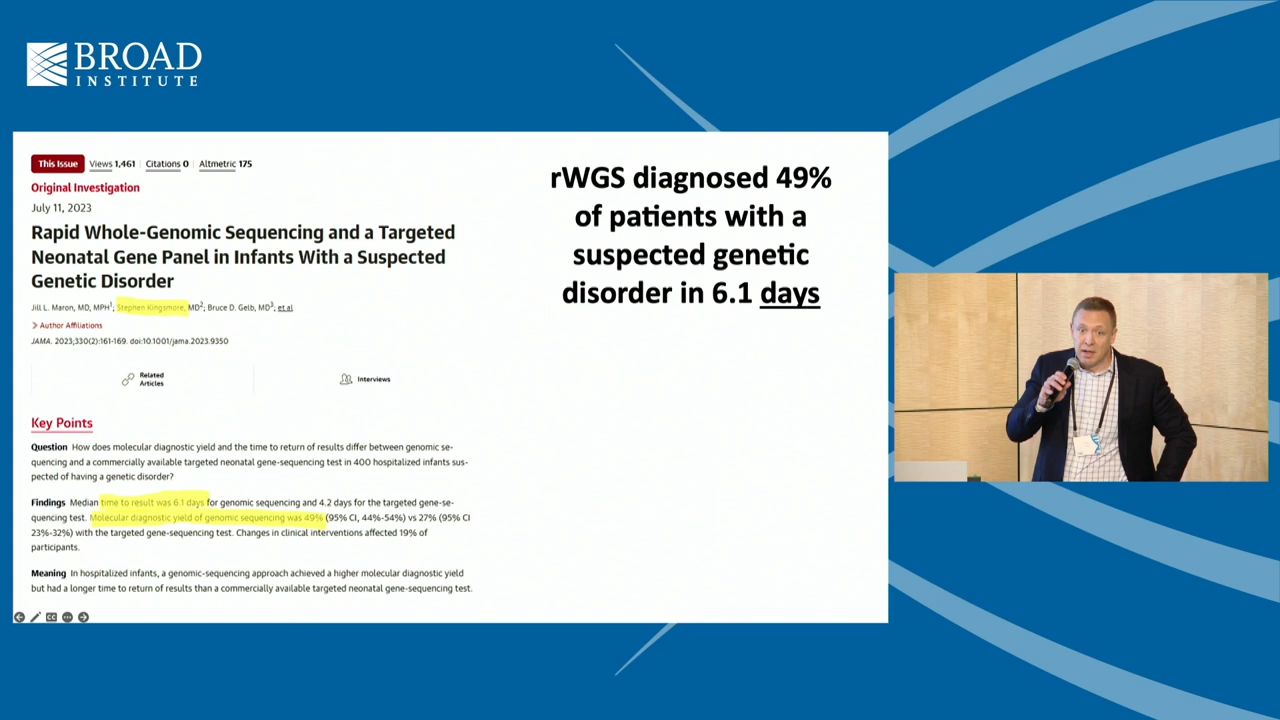 BROAD
INSTITUTE
This Issue Views 1,461 Citations 0 Altmetric 175
Original Investigation
July 11, 2023
Rapid Whole-Genomic Sequencing and a Targeted
Neonatal Gene Panel in Infants With a Suspected
Genetic Disorder
Jill L. Maron, MD, MPH1; Stephen Kingsmore, MD2; Bruce D. Gelb, MD3; et al
Author Affiliations
JAMA. 2023;330(2):161-169. doi:10.1001/jama.2023.9350
Related
Articles
Interviews
Key Points
Question How does molecular diagnostic yield and the time to return of results differ between genomic se-
quencing and a commercially available targeted neonatal gene-sequencing test in 400 hospitalized infants sus-
pected of having a genetic disorder?
Findings Median time to result was 6.1 days for genomic sequencing and 4.2 days for the targeted gene-se-
quencing test. Molecular diagnostic yield of genomic sequencing was 49% (95% CI, 44%-54%) vs 27% (95% CI
23%-32%) with the targeted gene-sequencing test. Changes in clinical interventions affected 19% of
participants.
Meaning In hospitalized infants, a genomic-sequencing approach achieved a higher molecular diagnostic yield
but had a longer time to return of results than a commercially available targeted neonatal gene-sequencing test.
CC
rWGS diagnosed 49%
of patients with a
suspected genetic
disorder in 6.1 days